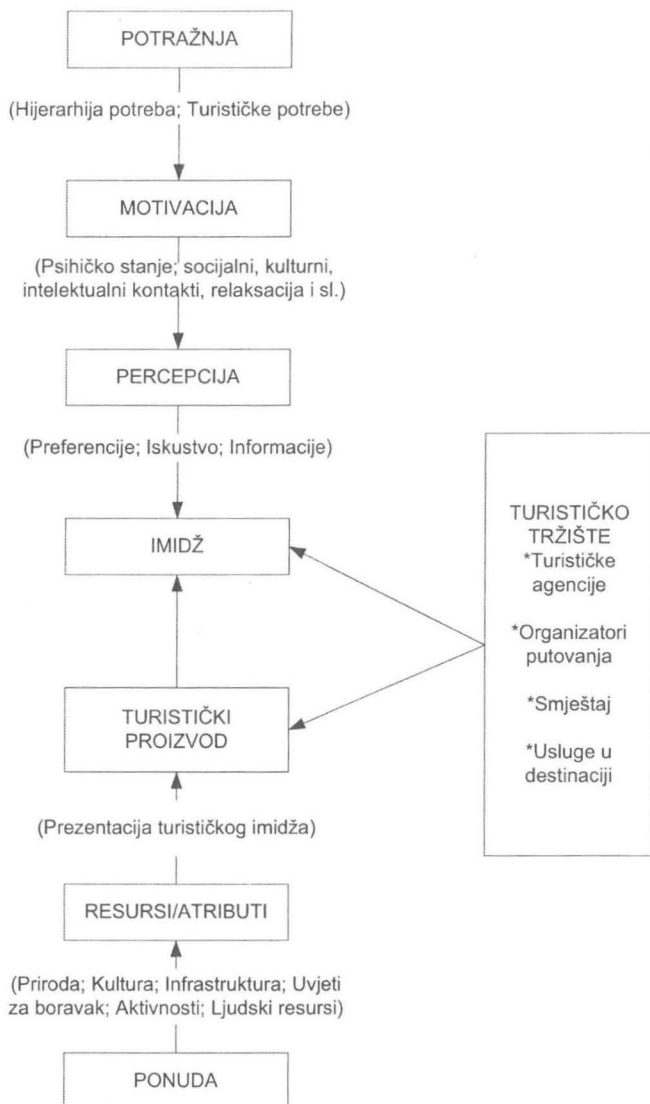 POTRAŽNJA
(Hijerarhija potreba; Turističke potrebe)
MOTIVACIJA
(Psihičko stanje; socijalni, kulturni,
intelektualni kontakti, relaksacija i sl.)
PERCEPCIJA
(Preferencije; Iskustvo; Informacije)
IMIDŽ
TURISTIČKI
PROIZVOD
(Prezentacija turističkog imidža)
RESURSI/ATRIBUTI
(Priroda; Kultura; Infrastruktura; Uvjeti
za boravak; Aktivnosti; Ljudski resursi)
PONUDA
TURISTIČKO
TRŽIŠTE
*Turističke
agencije
*Organizatori
putovanja
*Smještaj
*Usluge u
destinaciji